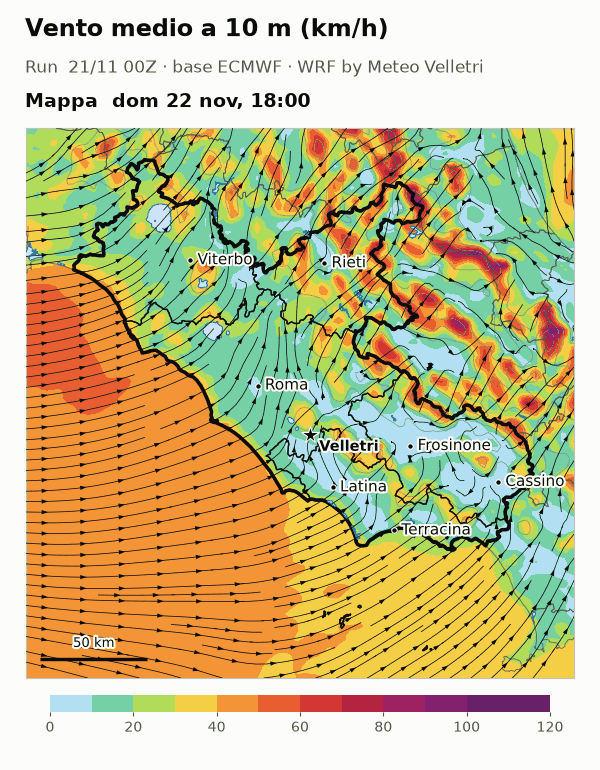 Vento medio a 10 m (km/h)
Run 21/11 00Z · base ECMWF · WRF by Meteo Velletri
Mappa dom 22 nov, 18:00
Viterbo
Rieti
Roma
Velletri
Frosinone
Cassino
Latina
Terracina
50 km
0 20 40 60 80 100 120